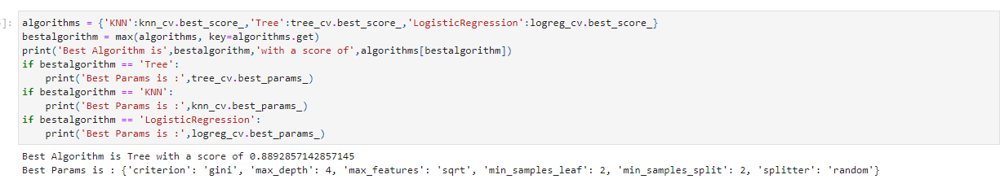 ]:
algorithms = {'KNN':knn_cv.best_score_,'Tree':tree_cv.best_score_,'LogisticRegression':logreg_cv.best_score_}
bestalgorithm = max(algorithms, key=algorithms.get)
print('Best Algorithm is',bestalgorithm,'with a score of',algorithms[bestalgorithm])
if bestalgorithm == 'Tree':
    print('Best Params is :',tree_cv.best_params_)
if bestalgorithm == 'KNN':
    print('Best Params is :',knn_cv.best_params_)
if bestalgorithm == 'LogisticRegression':
    print('Best Params is :',logreg_cv.best_params_)
Best Algorithm is Tree with a score of 0.8892857142857145
Best Params is : {'criterion': 'gini', 'max_depth': 4, 'max_features': 'sqrt', 'min_samples_leaf': 2, 'min_samples_split': 2, 'splitter': 'random'}